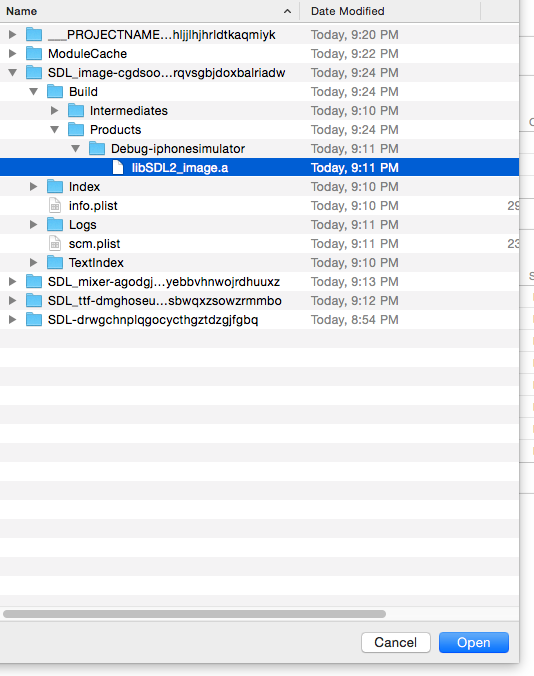 Name Date Modified
___PROJECTNAME...hljjlhjhrldtkaqmiyk Today, 9:20 PM
ModuleCache Today, 9:22 PM
SDL_image-cgdsoo...rqvsgbjdoxbalriadw Today, 9:24 PM
Build Today, 9:24 PM
Intermediates Today, 9:10 PM
Products Today, 9:24 PM
Debug-iphonesimulator Today, 9:11 PM
libSDL2_image.a Today, 9:11 PM
Index Today, 9:10 PM
info.plist Today, 9:10 PM 29
Logs Today, 9:11 PM
scm.plist Today, 9:11 PM 23
TextIndex Today, 9:10 PM
SDL_mixer-agodgj...yebbvhnwojrdhuuxz Today, 9:13 PM
SDL_ttf-dmghoseu...sbwqxzsowzrmmbo Today, 9:12 PM
SDL-drwgchnplqgocycthgztdzgjfgbq Today, 8:54 PM
Cancel Open